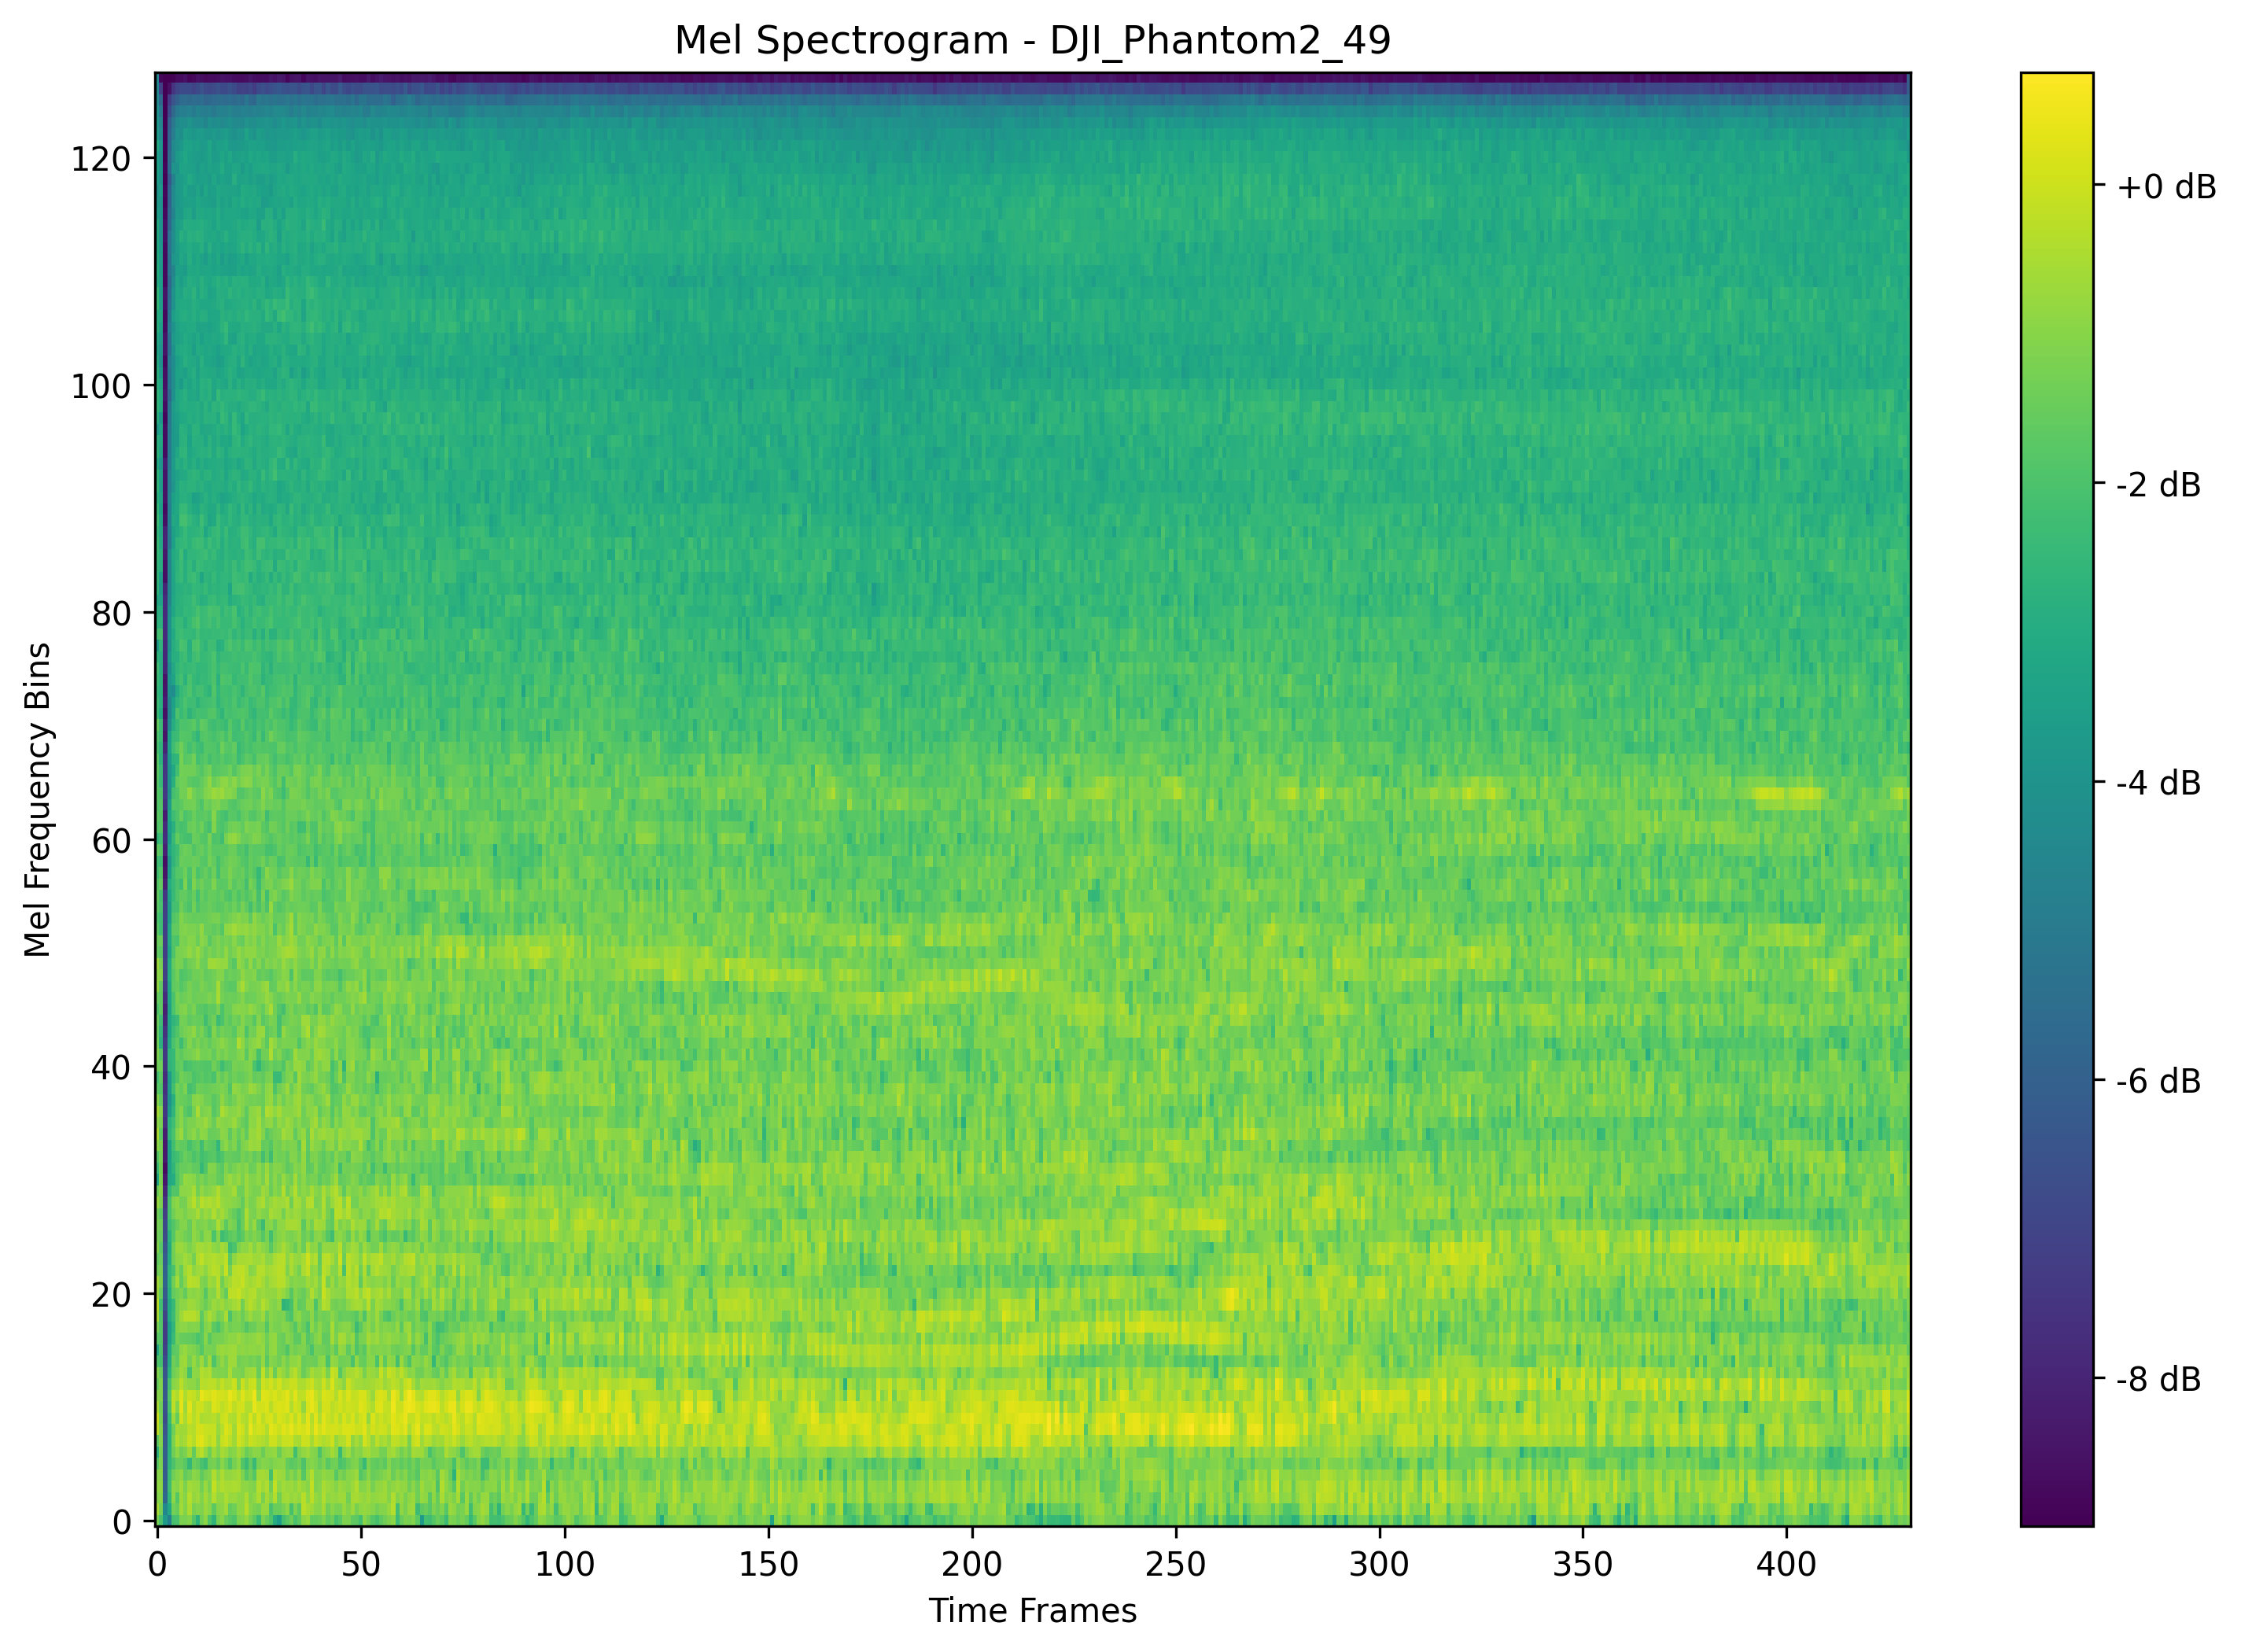 Mel Spectrogram - DJI_Phantom2_49
Mel Frequency Bins
120
100
80
60
40
20
0
0 50 100 150 200 250 300 350 400
Time Frames
+0 dB
-2 dB
-4 dB
-6 dB
-8 dB